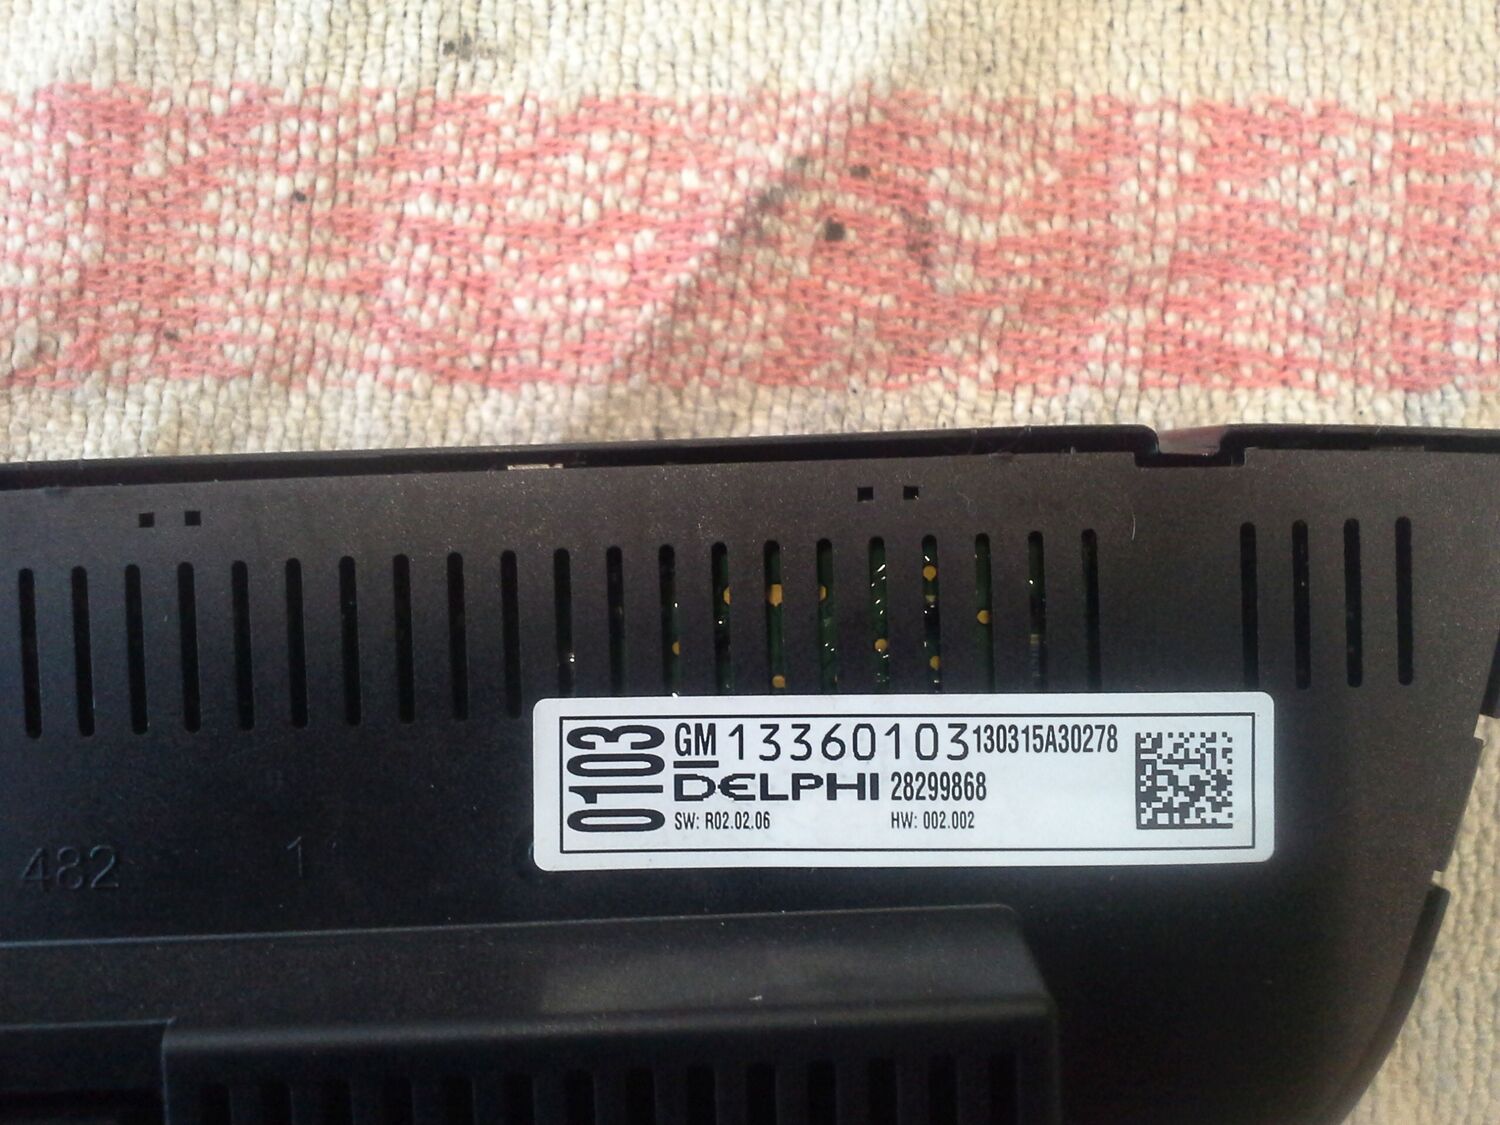 0103
GM 13360103 130315A30278
DELPHI 28299868
SW: R02.02.06 HW: 002.002
482 1